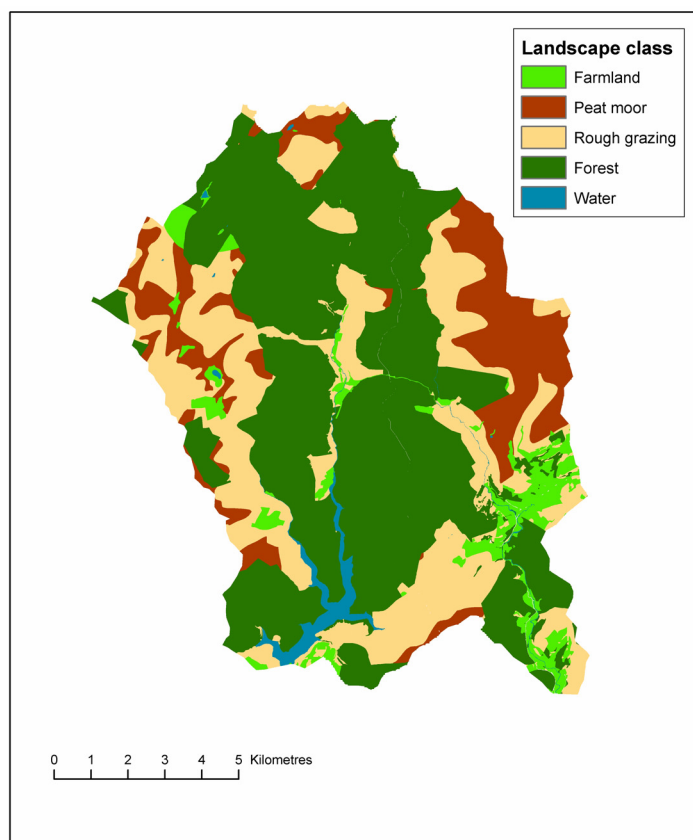 Landscape class
Farmland
Peat moor
Rough grazing
Forest
Water
0 1 2 3 4 5 Kilometres